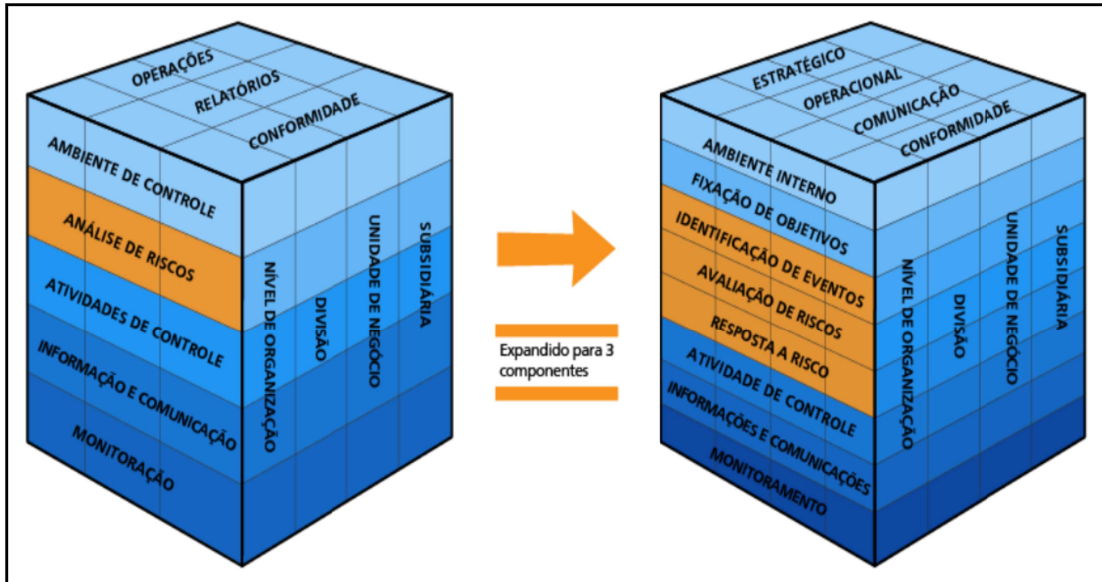 OPERAÇÕES
RELATÓRIOS
CONFORMIDADE
AMBIENTE DE CONTROLE
ANÁLISE DE RISCOS
ATIVIDADES DE CONTROLE
INFORMAÇÃO E COMUNICAÇÃO
MONITORAÇÃO
NÍVEL DE ORGANIZAÇÃO
DIVISÃO
UNIDADE DE NEGÓCIO
SUBSIDIÁRIA
Expandido para 3
componentes
ESTRATÉGICO
OPERACIONAL
COMUNICAÇÃO
CONFORMIDADE
AMBIENTE INTERNO
FIXAÇÃO DE OBJETIVOS
IDENTIFICAÇÃO DE EVENTOS
AVALIAÇÃO DE RISCOS
RESPOSTA A RISCO
ATIVIDADE DE CONTROLE
INFORMAÇÕES E COMUNICAÇÕES
MONITORAMENTO
NÍVEL DE ORGANIZAÇÃO
DIVISÃO
UNIDADE DE NEGÓCIO
SUBSIDIÁRIA